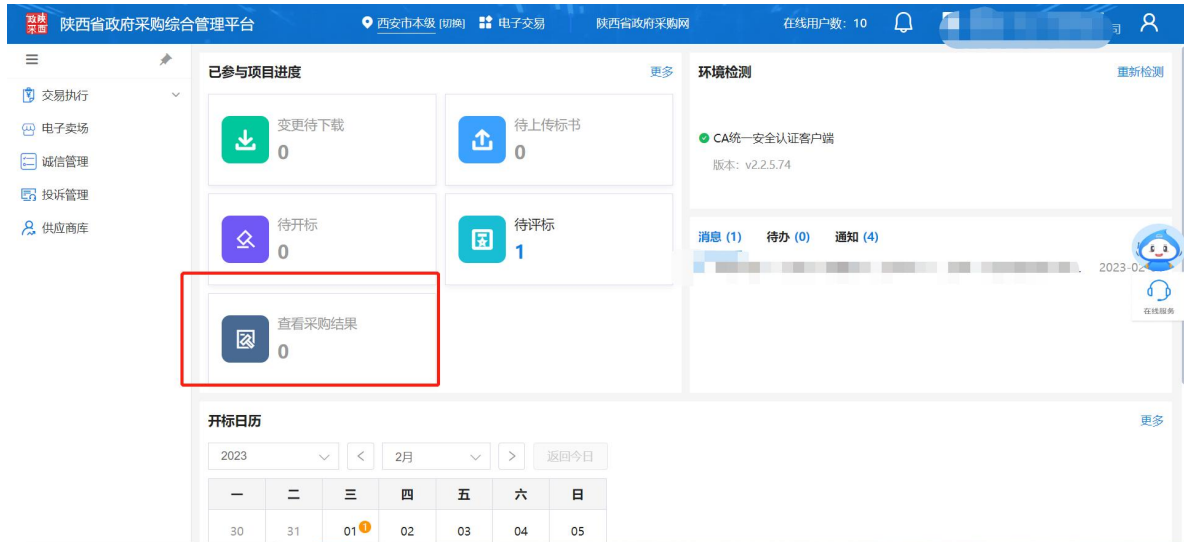 政陕
采西
陕西省政府采购综合管理平台
西安市本级 [切换]
电子交易
陕西省政府采购网
在线用户数: 10
司
交易执行
电子卖场
诚信管理
投诉管理
供应商库
已参与项目进度
更多
变更待下载
0
待上传标书
0
待开标
0
待评标
1
查看采购结果
0
环境检测
重新检测
CA统一安全认证客户端
版本: v2.2.5.74
消息 (1) 待办 (0) 通知 (4)
2023-02
在线服务
开标日历
更多
2023
<
2月
>
返回今日
一 二 三 四 五 六 日
30 31 01 1 02 03 04 05